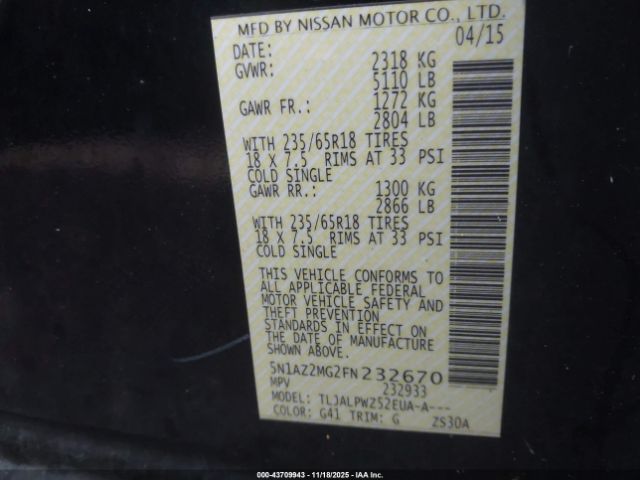 MFD BY NISSAN MOTOR CO., LTD.
DATE: 04/15
GVWR: 2318 KG
5110 LB
GAWR FR.: 1272 KG
2804 LB
WITH 235/65R18 TIRES
18 X 7.5 RIMS AT 33 PSI
COLD SINGLE
GAWR RR.: 1300 KG
2866 LB
WITH 235/65R18 TIRES
18 X 7.5 RIMS AT 33 PSI
COLD SINGLE
THIS VEHICLE CONFORMS TO
ALL APPLICABLE FEDERAL
MOTOR VEHICLE SAFETY AND
THEFT PREVENTION
STANDARDS IN EFFECT ON
THE DATE OF MANUFACTURE
SHOWN ABOVE.
5N1AZ2MG2FN232670
MPV 232933
MODEL: TLJALPWZ52EUA-A---
COLOR: G41 TRIM: G ZS30A
000-43709943 - 11/18/2025 - IAA Inc.